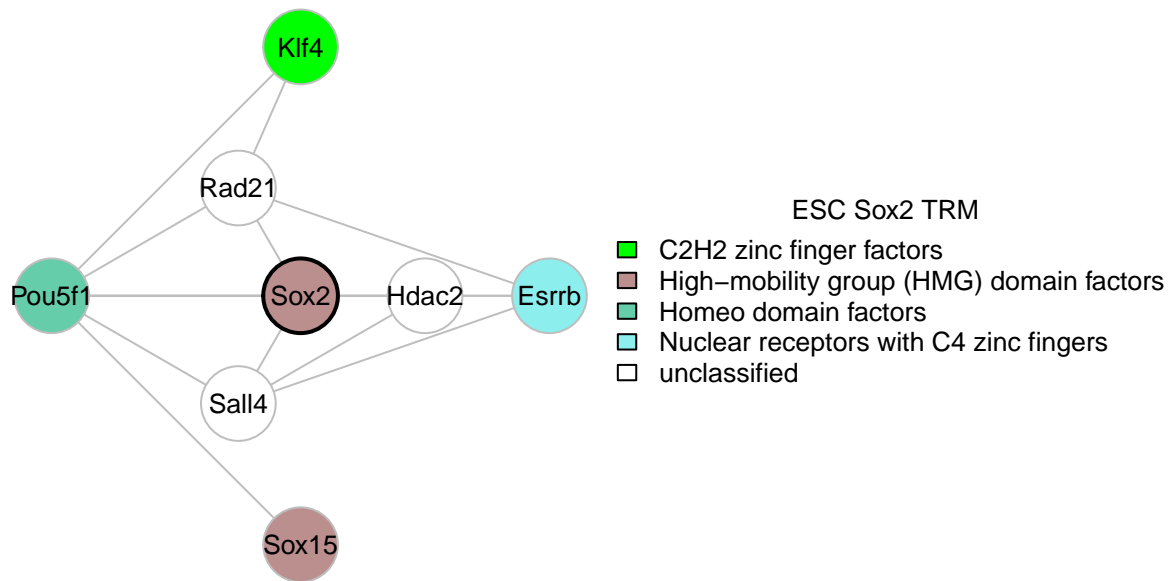 Klf4
Rad21
Pou5f1
Sox2
Hdac2
Esrrb
Sall4
Sox15
ESC Sox2 TRM
C2H2 zinc finger factors
High−mobility group (HMG) domain factors
Homeo domain factors
Nuclear receptors with C4 zinc fingers
unclassified